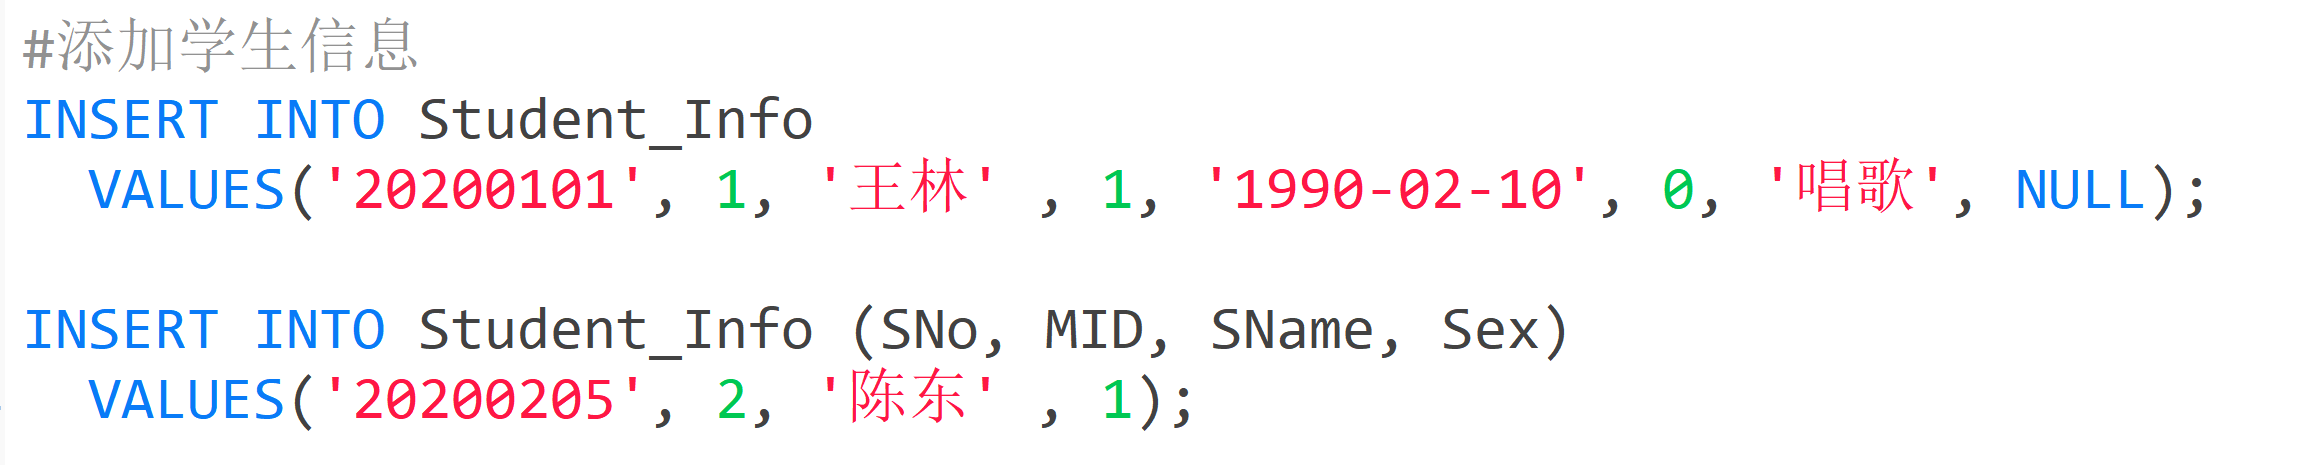 #添加学生信息
INSERT INTO Student_Info
VALUES('20200101', 1, '王林' , 1, '1990-02-10', 0, '唱歌', NULL);
INSERT INTO Student_Info (SNo, MID, SName, Sex)
VALUES('20200205', 2, '陈东' , 1);